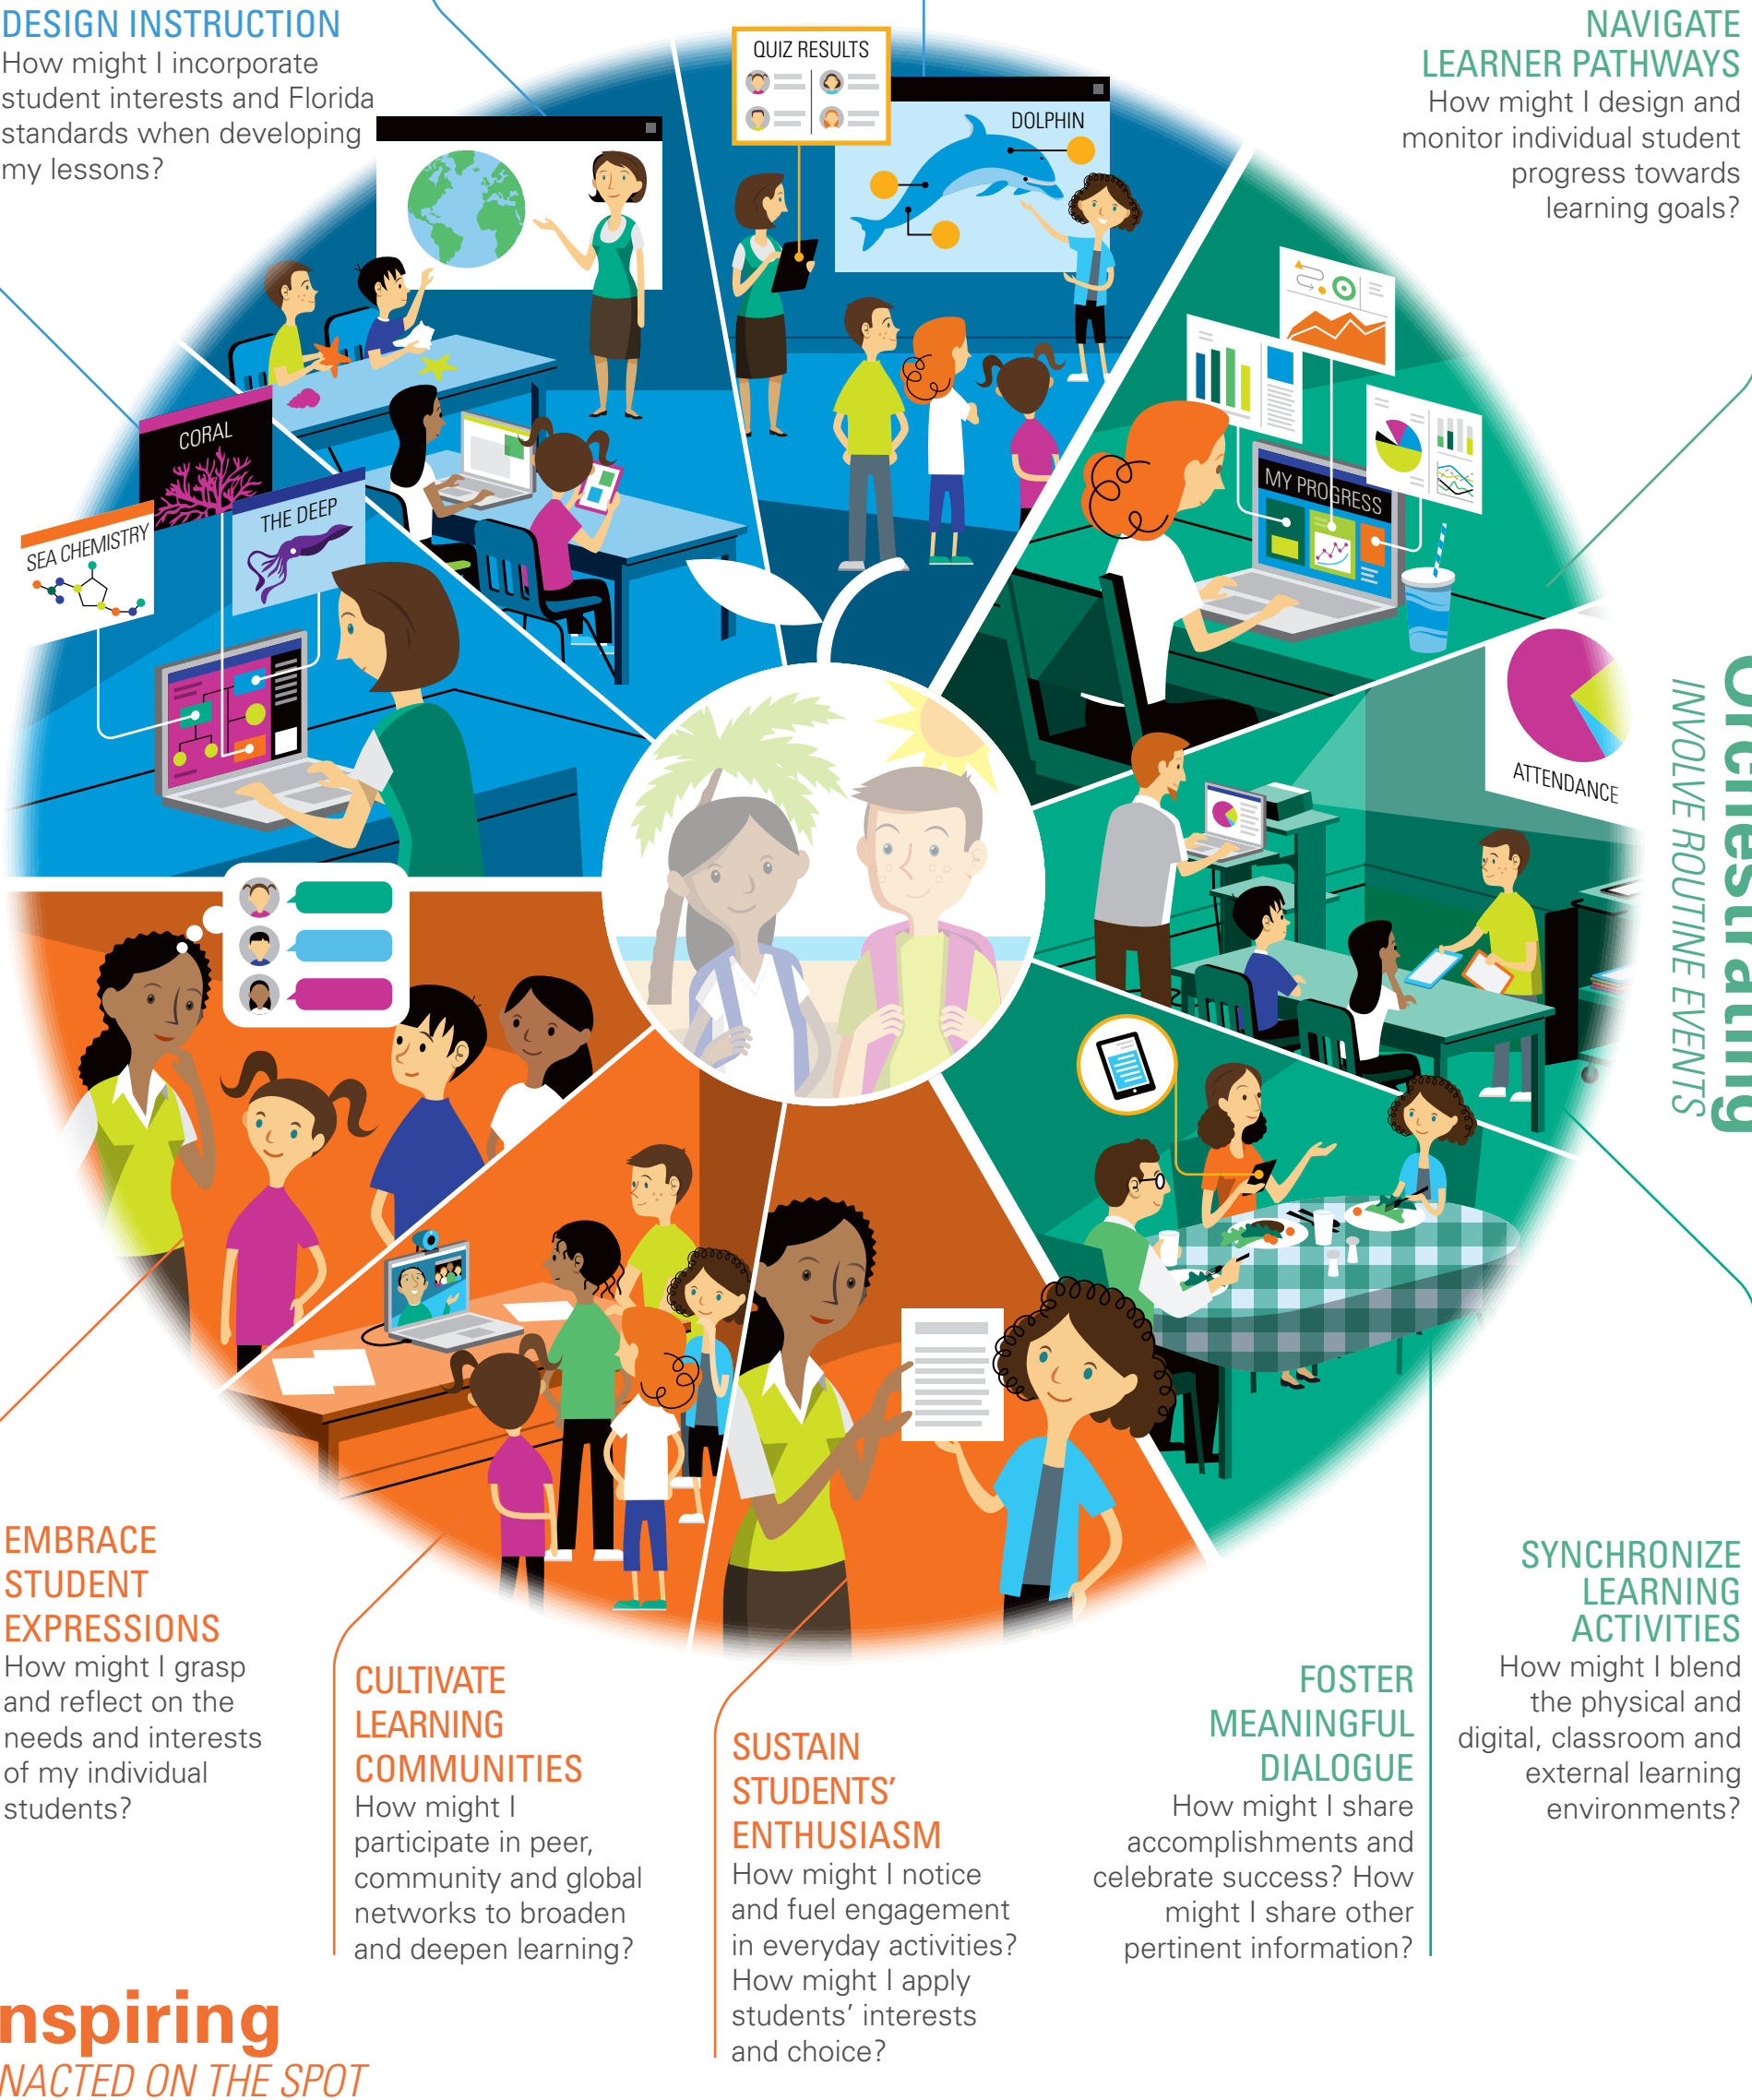 DESIGN INSTRUCTION
How might I incorporate
student interests and Florida
standards when developing
my lessons?
QUIZ RESULTS
DOLPHIN
NAVIGATE
LEARNER PATHWAYS
How might I design and
monitor individual student
progress towards
learning goals?
CORAL
THE DEEP
SEA CHEMISTRY
MY PROGRESS
ATTENDANCE
Orchestrating
INVOLVE ROUTINE EVENTS
EMBRACE
STUDENT
EXPRESSIONS
How might I grasp
and reflect on the
needs and interests
of my individual
students?
CULTIVATE
LEARNING
COMMUNITIES
How might I
participate in peer,
community and global
networks to broaden
and deepen learning?
SUSTAIN
STUDENTS’
ENTHUSIASM
How might I notice
and fuel engagement
in everyday activities?
How might I apply
students’ interests
and choice?
FOSTER
MEANINGFUL
DIALOGUE
How might I share
accomplishments and
celebrate success? How
might I share other
pertinent information?
SYNCHRONIZE
LEARNING
ACTIVITIES
How might I blend
the physical and
digital, classroom and
external learning
environments?
nspiring
NACTED ON THE SPOT